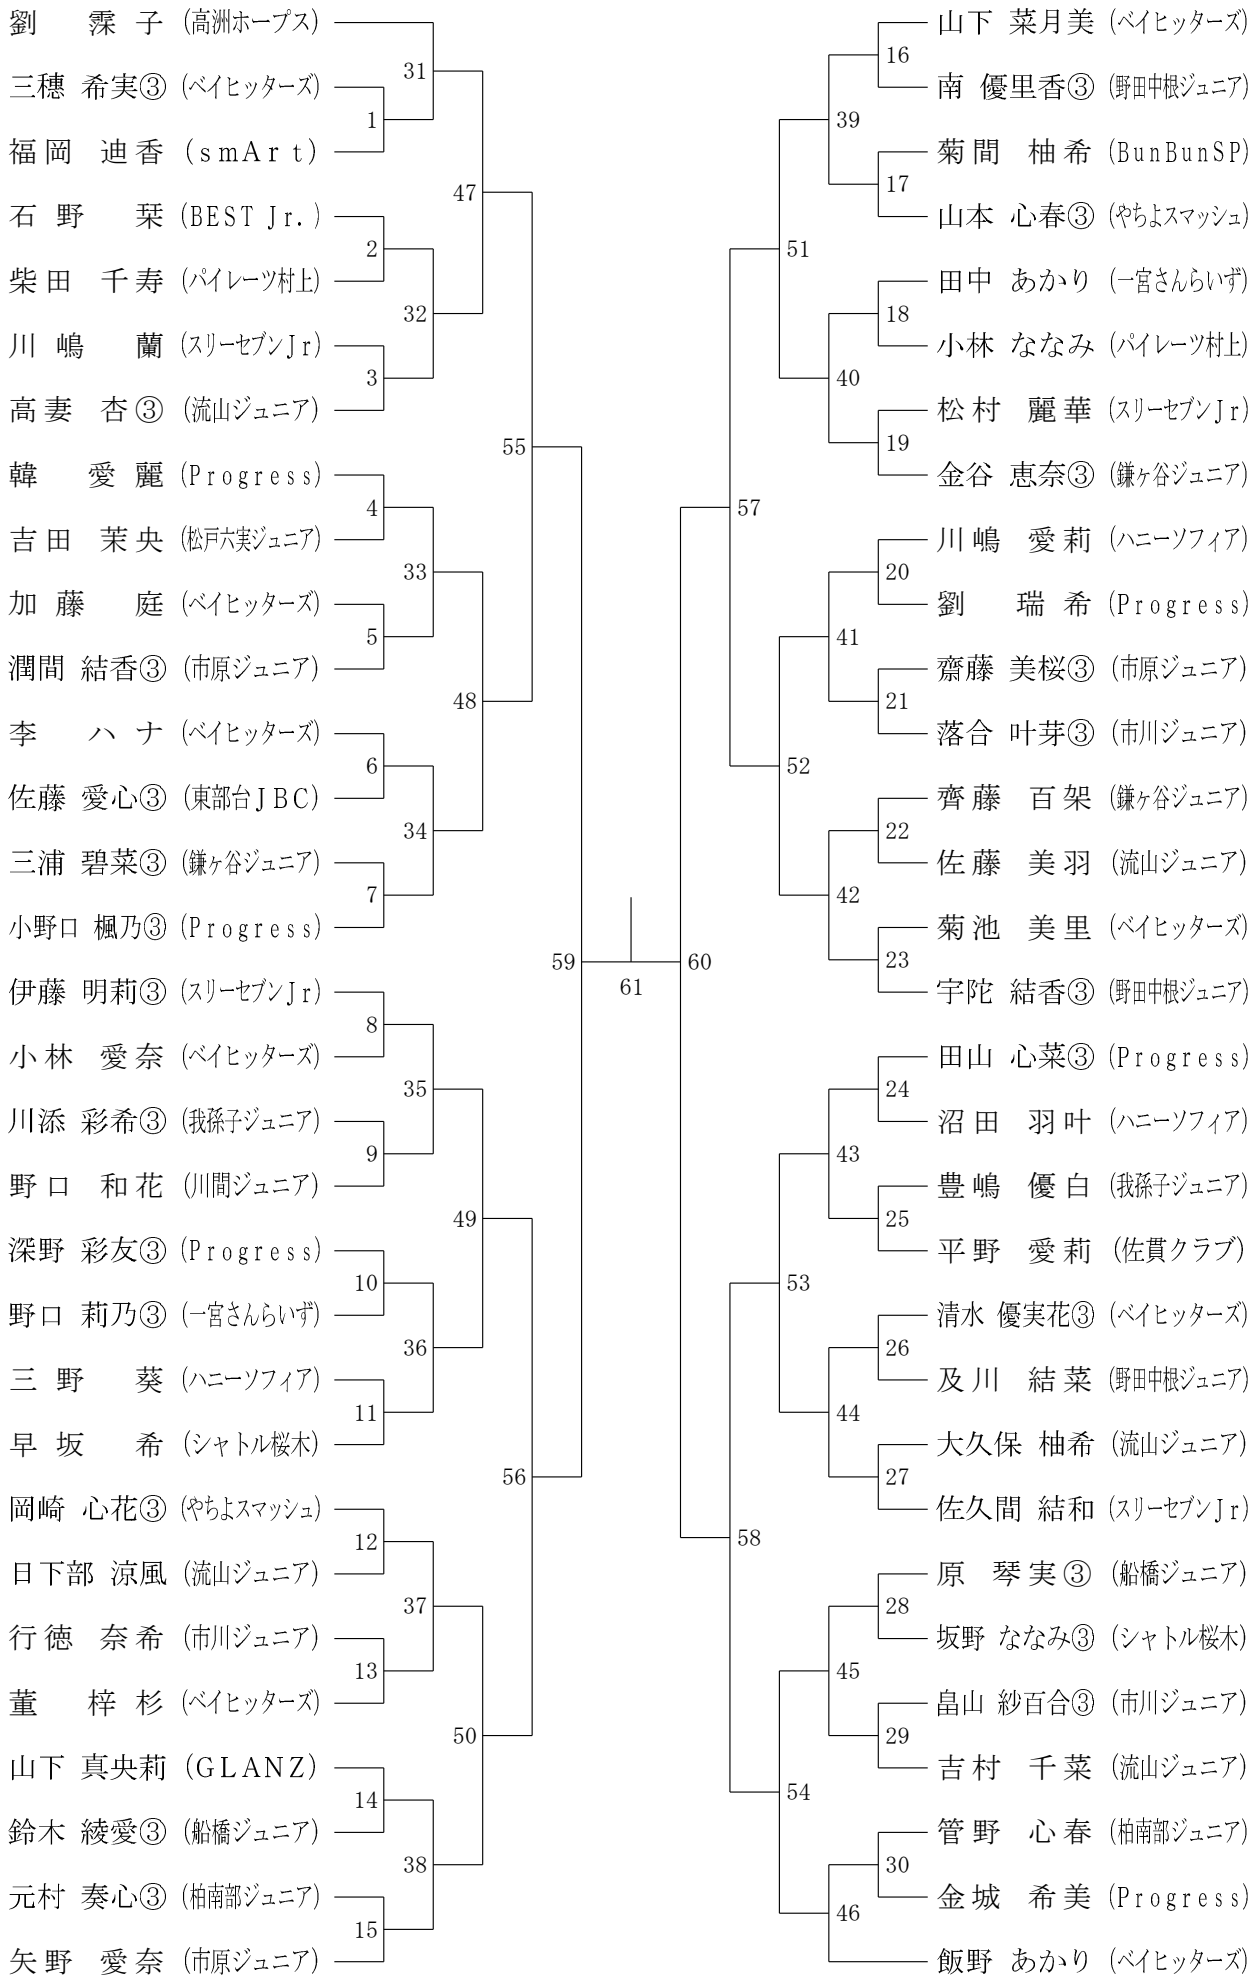 劉 霂子 (高洲ホープス)
三穂 希実③ (ベイヒッターズ)
福岡 迪香 (smArt)
石野 栞 (BEST Jr.)
柴田 千寿 (パイレーツ村上)
川嶋 蘭 (スリーセブンJr)
高妻 杏③ (流山ジュニア)
韓 愛麗 (Progress)
吉田 茉央 (松戸六実ジュニア)
加藤 庭 (ベイヒッターズ)
潤間 結香③ (市原ジュニア)
李 ハナ (ベイヒッターズ)
佐藤 愛心③ (東部台JBC)
三浦 碧菜③ (鎌ヶ谷ジュニア)
小野口 楓乃③ (Progress)
伊藤 明莉③ (スリーセブンJr)
小林 愛奈 (ベイヒッターズ)
川添 彩希③ (我孫子ジュニア)
野口 和花 (川間ジュニア)
深野 彩友③ (Progress)
野口 莉乃③ (一宮さんらいず)
三野 葵 (ハニーソフィア)
早坂 希 (シャトル桜木)
岡崎 心花③ (やちよスマッシュ)
日下部 涼風 (流山ジュニア)
行徳 奈希 (市川ジュニア)
董 梓杉 (ベイヒッターズ)
山下 真央莉 (GLANZ)
鈴木 綾愛③ (船橋ジュニア)
元村 奏心③ (柏南部ジュニア)
矢野 愛奈 (市原ジュニア)
1
2
3
4
5
6
7
8
9
10
11
12
13
14
15
31
32
33
34
35
36
37
38
47
48
49
50
55
56
59
61
60
57
58
51
52
53
54
39
40
41
42
43
44
45
46
16
17
18
19
20
21
22
23
24
25
26
27
28
29
30
山下 菜月美 (ベイヒッターズ)
南 優里香③ (野田中根ジュニア)
菊間 柚希 (BunBunSP)
山本 心春③ (やちよスマッシュ)
田中 あかり (一宮さんらいず)
小林 ななみ (パイレーツ村上)
松村 麗華 (スリーセブンJr)
金谷 恵奈③ (鎌ヶ谷ジュニア)
川嶋 愛莉 (ハニーソフィア)
劉 瑞希 (Progress)
齋藤 美桜③ (市原ジュニア)
落合 叶芽③ (市川ジュニア)
齊藤 百架 (鎌ヶ谷ジュニア)
佐藤 美羽 (流山ジュニア)
菊池 美里 (ベイヒッターズ)
宇陀 結香③ (野田中根ジュニア)
田山 心菜③ (Progress)
沼田 羽叶 (ハニーソフィア)
豊嶋 優白 (我孫子ジュニア)
平野 愛莉 (佐貫クラブ)
清水 優実花③ (ベイヒッターズ)
及川 結菜 (野田中根ジュニア)
大久保 柚希 (流山ジュニア)
佐久間 結和 (スリーセブンJr)
原 琴実③ (船橋ジュニア)
坂野 ななみ③ (シャトル桜木)
畠山 紗百合③ (市川ジュニア)
吉村 千菜 (流山ジュニア)
管野 心春 (柏南部ジュニア)
金城 希美 (Progress)
飯野 あかり (ベイヒッターズ)